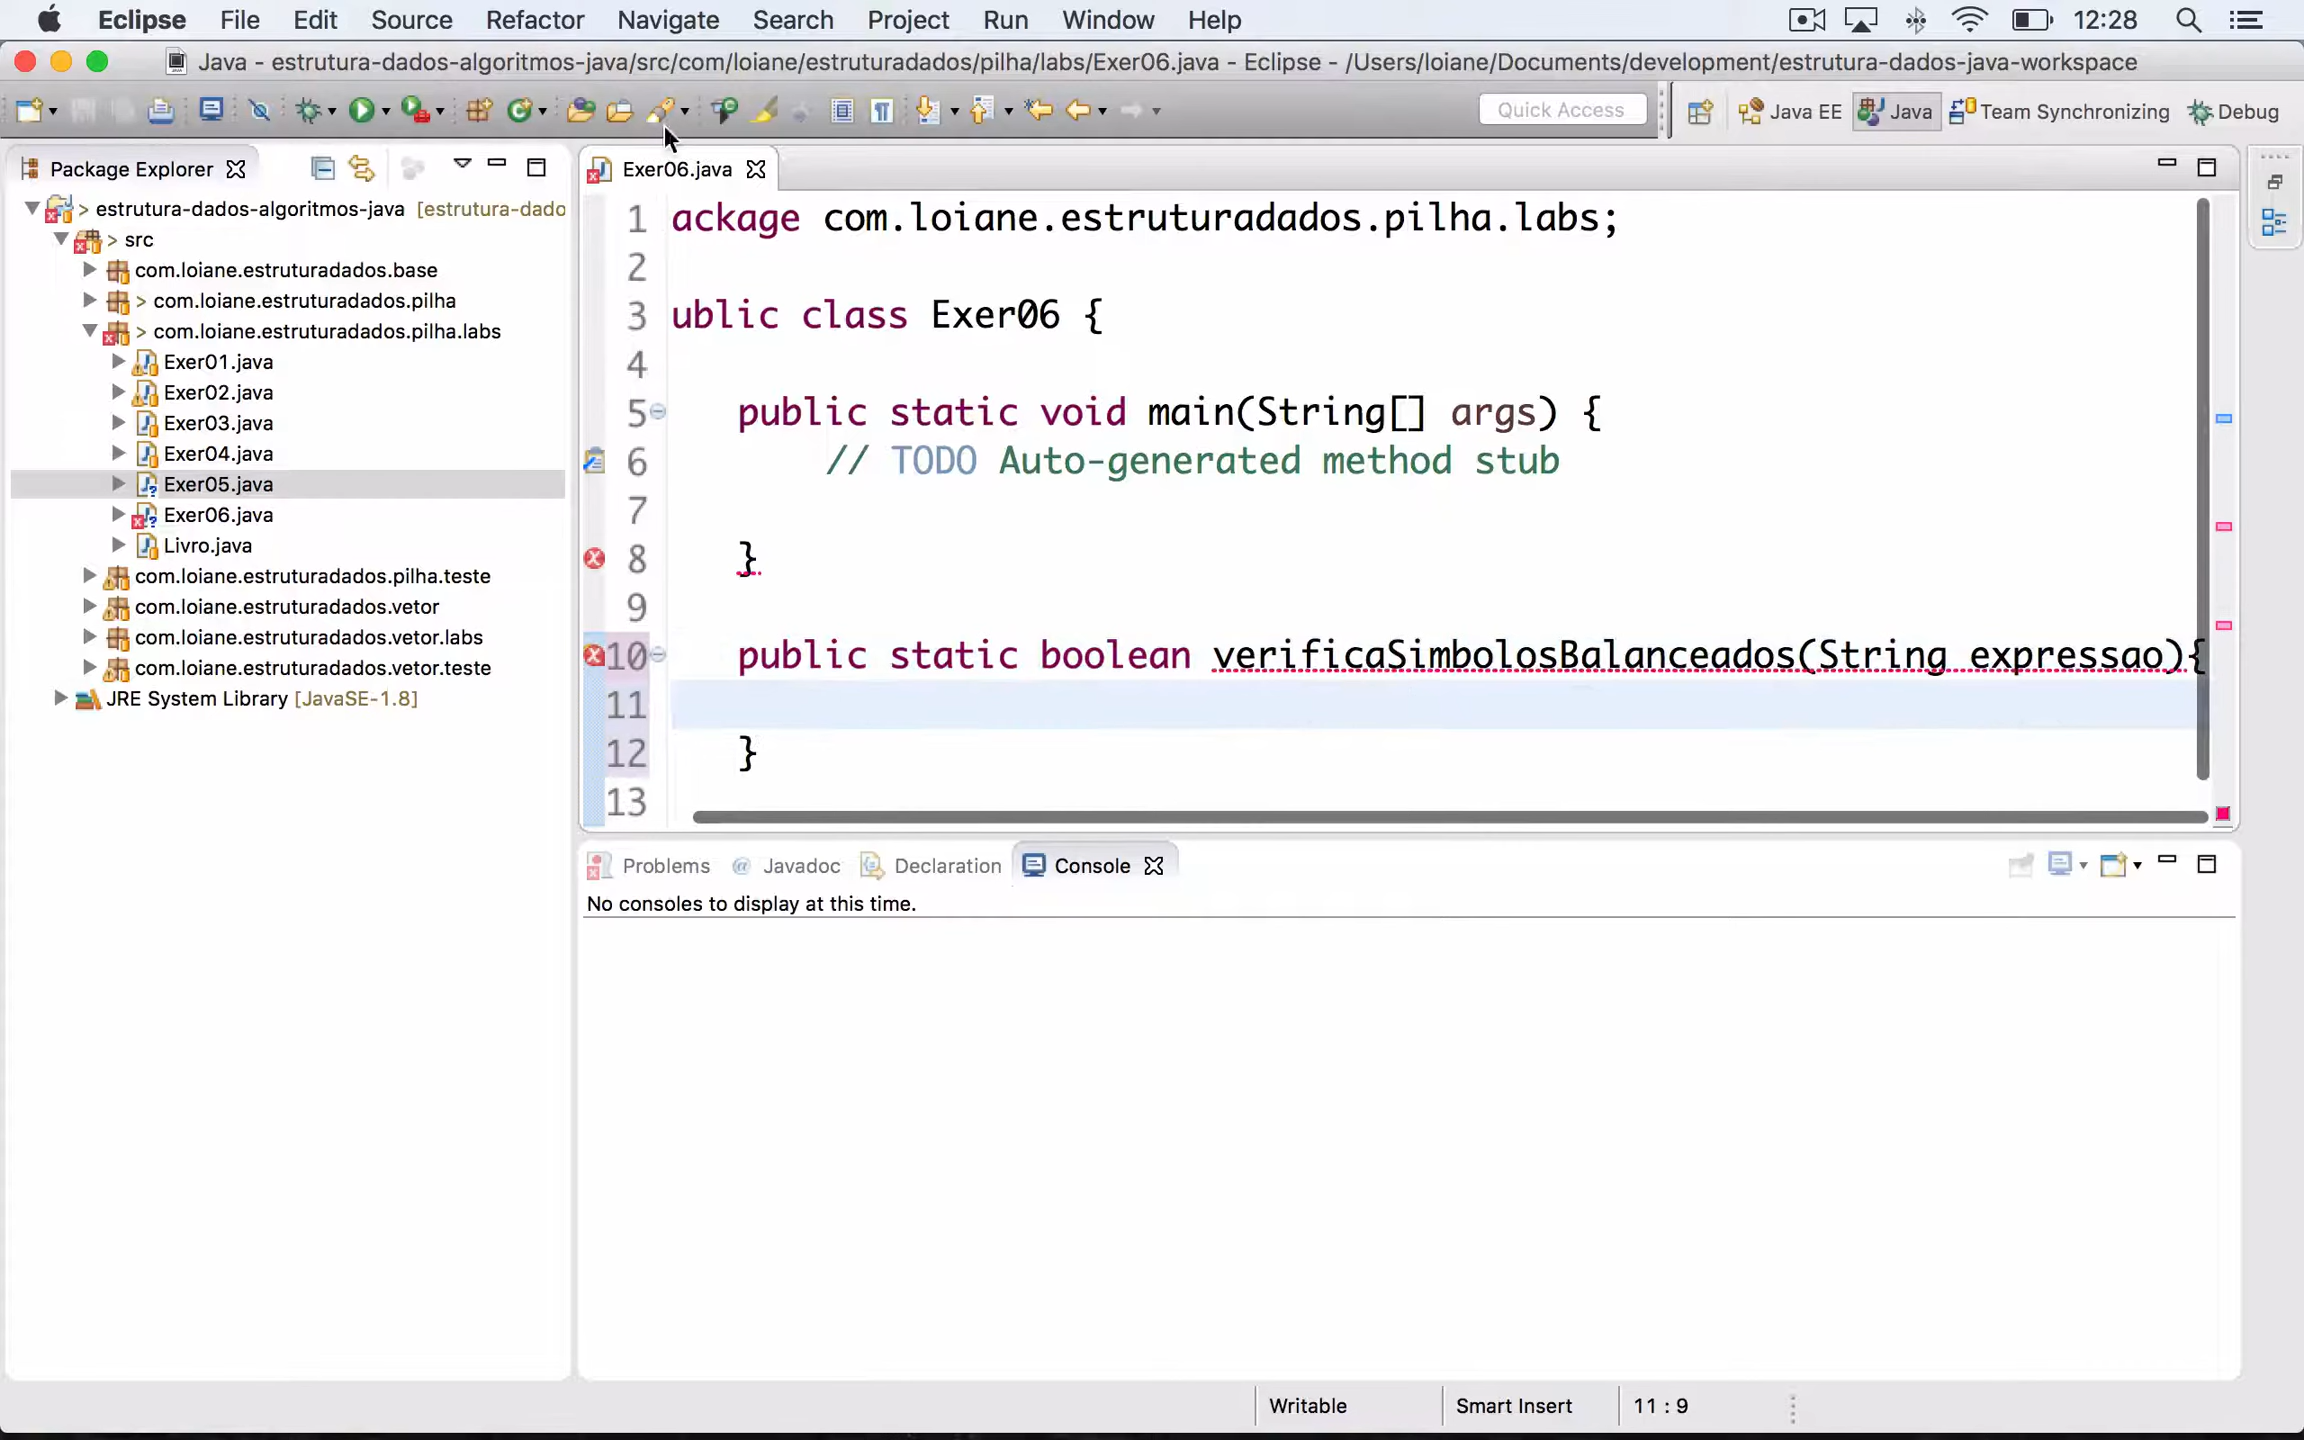 Eclipse File Edit Source Refactor Navigate Search Project Run Window Help 12:28
Java - estrutura-dados-algoritmos-java/src/com/loiane/estruturadados/pilha/labs/Exer06.java - Eclipse - /Users/loiane/Documents/development/estrutura-dados-java-workspace
Quick Access Java EE Java Team Synchronizing Debug
Package Explorer
> estrutura-dados-algoritmos-java [estrutura-dado
> src
com.loiane.estruturadados.base
> com.loiane.estruturadados.pilha
> com.loiane.estruturadados.pilha.labs
Exer01.java
Exer02.java
Exer03.java
Exer04.java
Exer05.java
Exer06.java
Livro.java
com.loiane.estruturadados.pilha.teste
com.loiane.estruturadados.vetor
com.loiane.estruturadados.vetor.labs
com.loiane.estruturadados.vetor.teste
JRE System Library [JavaSE-1.8]
Exer06.java
1 ackage com.loiane.estruturadados.pilha.labs;
2
3 ublic class Exer06 {
4
5 public static void main(String[] args) {
6 // TODO Auto-generated method stub
7
8 }
9
10 public static boolean verificaSimbolosBalanceados(String expressao){
11
12 }
13
Problems @ Javadoc Declaration Console
No consoles to display at this time.
Writable Smart Insert 11 : 9